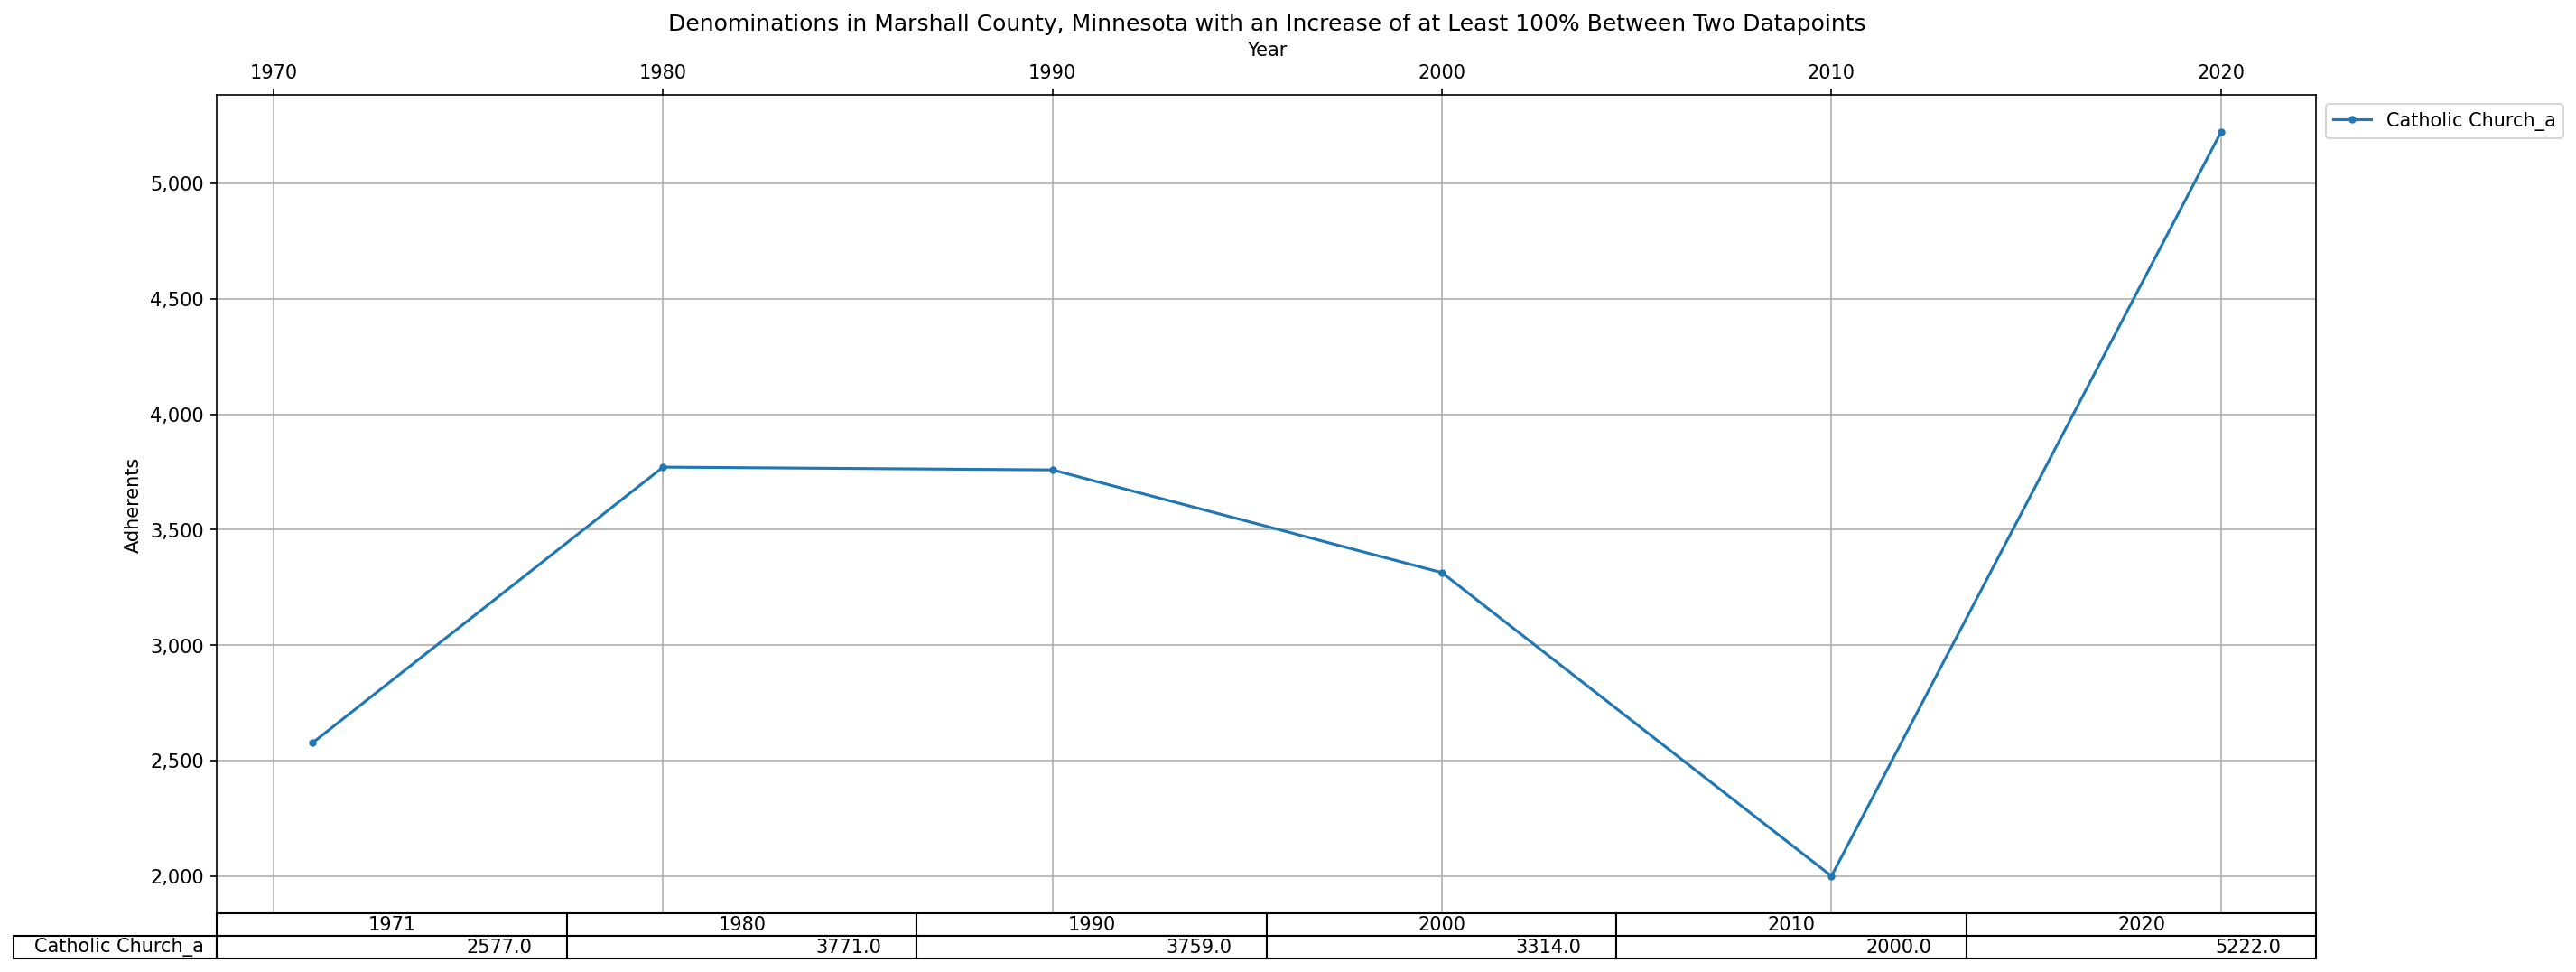 Denominations in Marshall County, Minnesota with an Increase of at Least 100% Between Two Datapoints
Year
1970 1980 1990 2000 2010 2020
Catholic Church_a
5,000
4,500
4,000
3,500
3,000
2,500
2,000
Adherents
1971 1980 1990 2000 2010 2020
Catholic Church_a 2577.0 3771.0 3759.0 3314.0 2000.0 5222.0